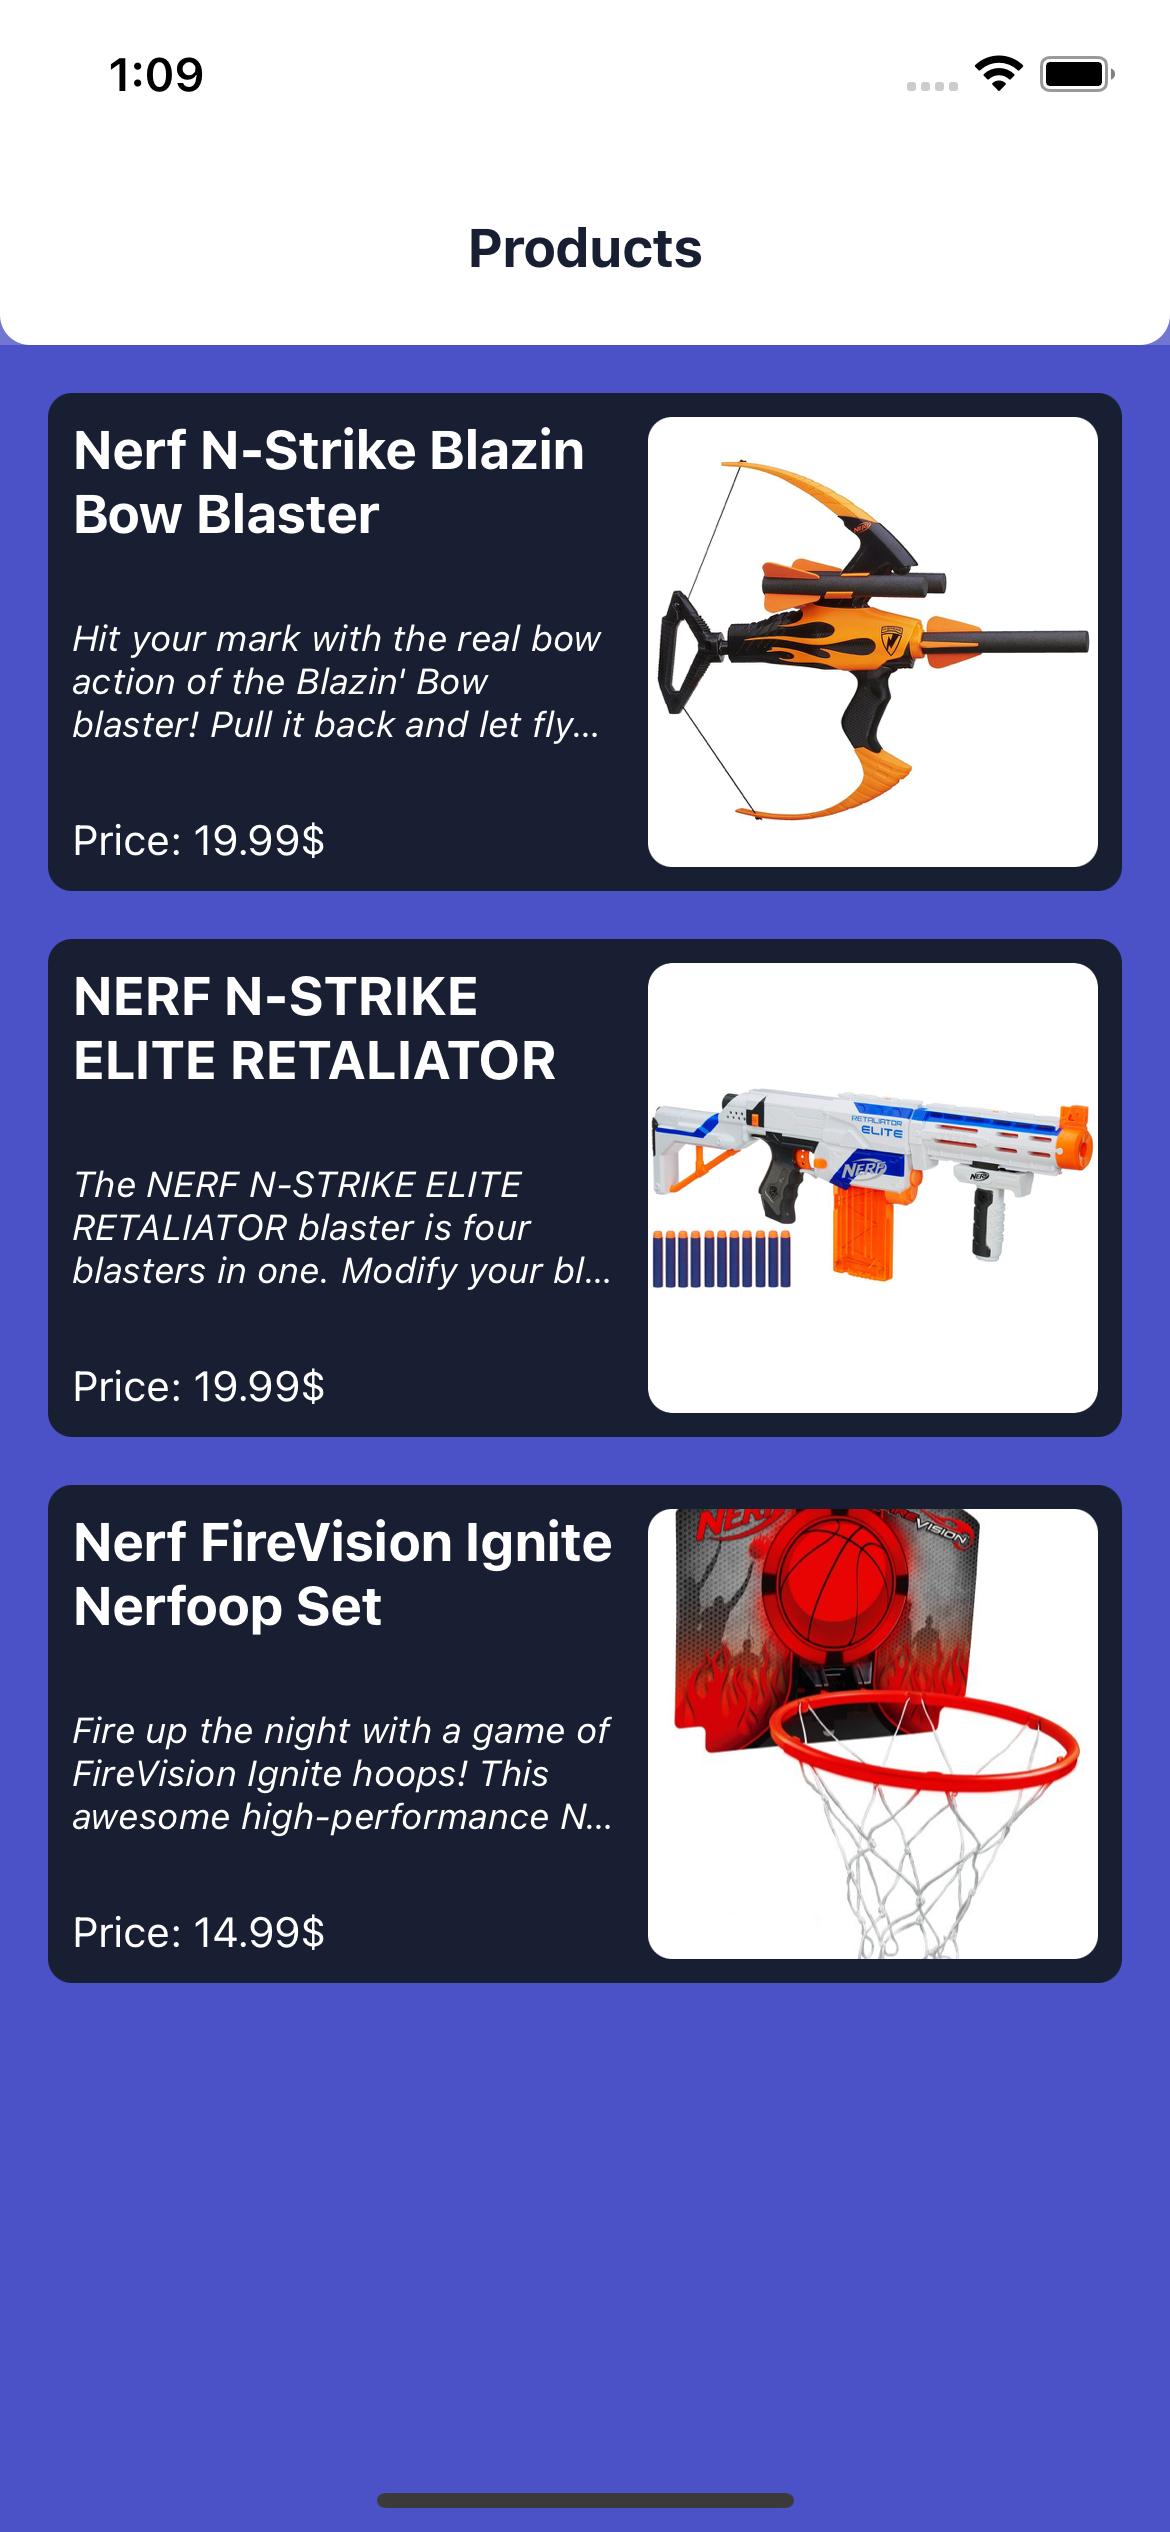 1:09
Products
Nerf N-Strike Blazin
Bow Blaster
Hit your mark with the real bow
action of the Blazin' Bow
blaster! Pull it back and let fly...
Price: 19.99$
NERF N-STRIKE
ELITE RETALIATOR
The NERF N-STRIKE ELITE
RETALIATOR blaster is four
blasters in one. Modify your bl...
Price: 19.99$
RETALIATOR
ELITE
NERF
NERF
Nerf FireVision Ignite
Nerfoop Set
Fire up the night with a game of
FireVision Ignite hoops! This
awesome high-performance N...
Price: 14.99$
NERF